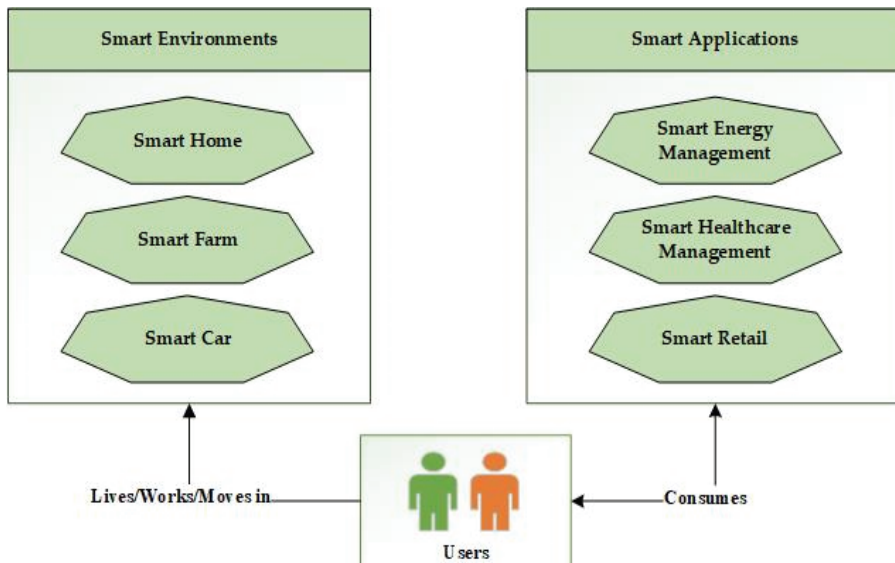 Smart Environments
Smart Home
Smart Farm
Smart Car
Smart Applications
Smart Energy
Management
Smart Healthcare
Management
Smart Retail
Lives/Works/Moves in
Consumes
Users